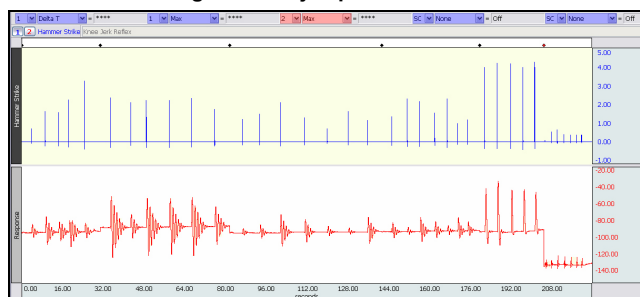 1 Delta T = **** 1 Max = **** 2 Max = **** SC None = Off SC None = Off
1 2 Hammer Strike Knee Jerk Reflex
Hammer Strike
5.00
4.00
3.00
2.00
1.00
0.00
-1.00
Response
-20.00
-40.00
-60.00
-80.00
-100.00
-120.00
-140.00
0.00 16.00 32.00 48.00 64.00 80.00 96.00 112.00 128.00 144.00 160.00 176.00 192.00 208.00
seconds